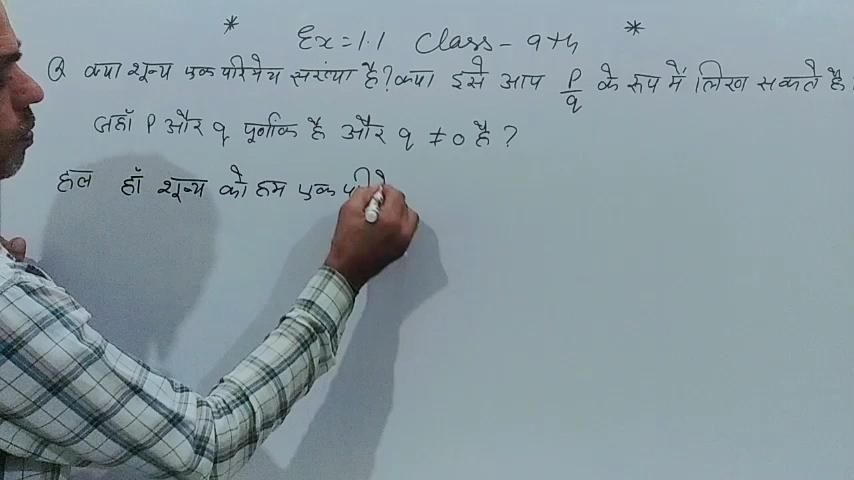 * Ex = 1.1 Class - 9th *
Q क्या शून्य एक परिमेय संख्या है? क्या इसे आप p/q के रूप में लिख सकते है
जहाँ P और q पूर्णांक है और q ≠ 0 है ?
हल हाँ शून्य को हम एक